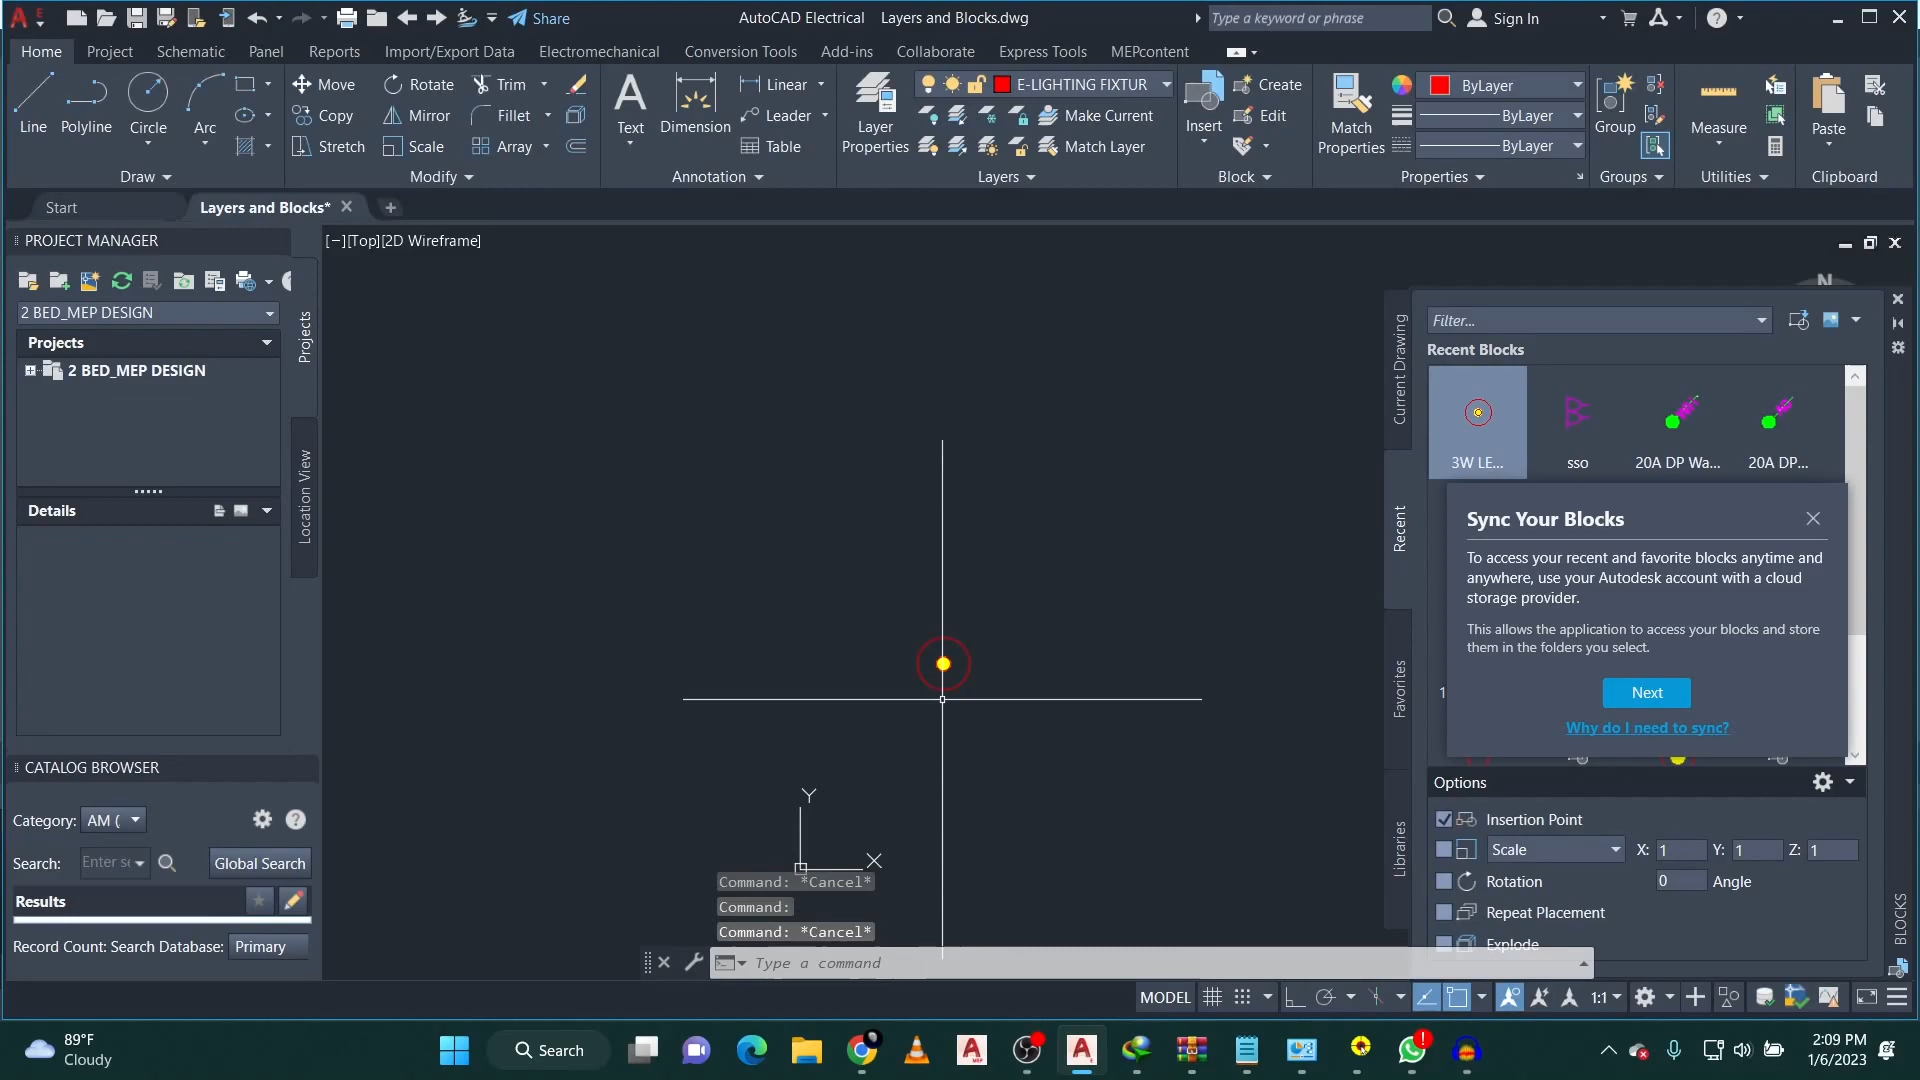 Share
AutoCAD Electrical Layers and Blocks.dwg
Type a keyword or phrase
Sign In
Home Project Schematic Panel Reports Import/Export Data Electromechanical Conversion Tools Add-ins Collaborate Express Tools MEPcontent
Line
Polyline
Circle
Arc
Draw
Move
Rotate
Trim
Copy
Mirror
Fillet
Stretch
Scale
Array
Modify
Text
Dimension
Linear
Leader
Table
Annotation
Layer
Properties
E-LIGHTING FIXTUR
Make Current
Match Layer
Layers
Insert
Create
Edit
Block
Match
Properties
ByLayer
ByLayer
ByLayer
Properties
Group
Groups
Measure
Utilities
Paste
Clipboard
Start
Layers and Blocks*
PROJECT MANAGER
2 BED_MEP DESIGN
Projects
2 BED_MEP DESIGN
Details
Projects
Location View
CATALOG BROWSER
Category: AM (
Search: Enter se
Global Search
Results
Record Count: Search Database: Primary
[−][Top][2D Wireframe]
Y
X
Command: *Cancel*
Command:
Command: *Cancel*
Type a command
N
Current Drawing
Recent
Favorites
Libraries
Filter...
Recent Blocks
3W LE...
sso
20A DP Wa...
20A DP...
1
Sync Your Blocks
To access your recent and favorite blocks anytime and
anywhere, use your Autodesk account with a cloud
storage provider.
This allows the application to access your blocks and store
them in the folders you select.
Next
Why do I need to sync?
Options
Insertion Point
Scale X: 1 Y: 1 Z: 1
Rotation 0 Angle
Repeat Placement
Explode
BLOCKS
MODEL
1:1
89°F
Cloudy
Search
2:09 PM
1/6/2023